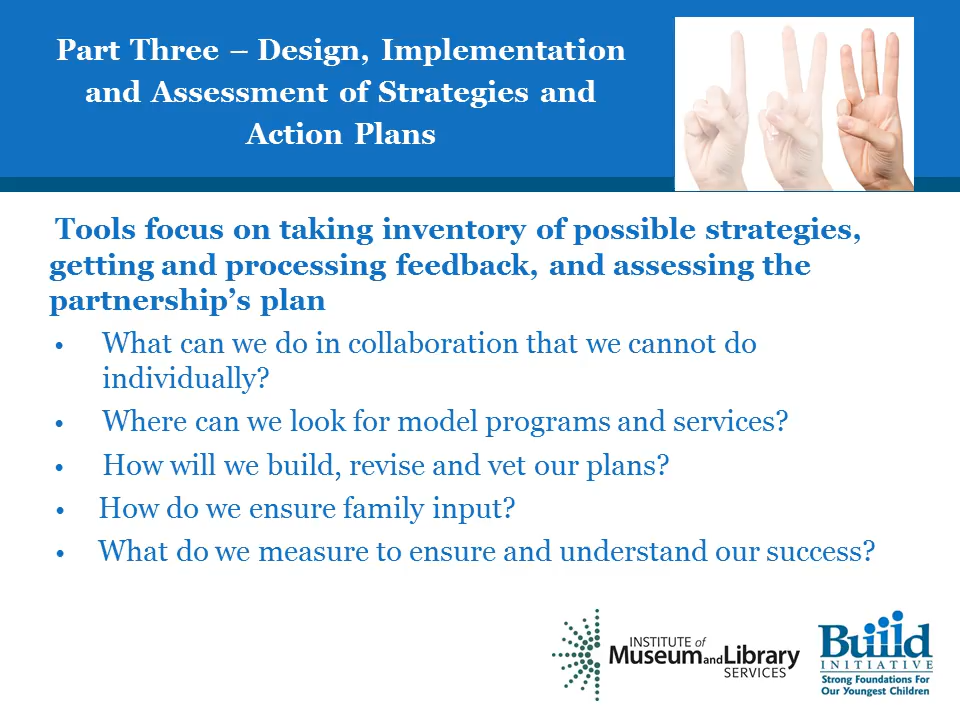 Part Three – Design, Implementation
and Assessment of Strategies and
Action Plans
Tools focus on taking inventory of possible strategies,
getting and processing feedback, and assessing the
partnership’s plan
• What can we do in collaboration that we cannot do
individually?
• Where can we look for model programs and services?
• How will we build, revise and vet our plans?
• How do we ensure family input?
• What do we measure to ensure and understand our success?
INSTITUTE of
Museum and Library
SERVICES
Build
INITIATIVE
Strong Foundations For
Our Youngest Children